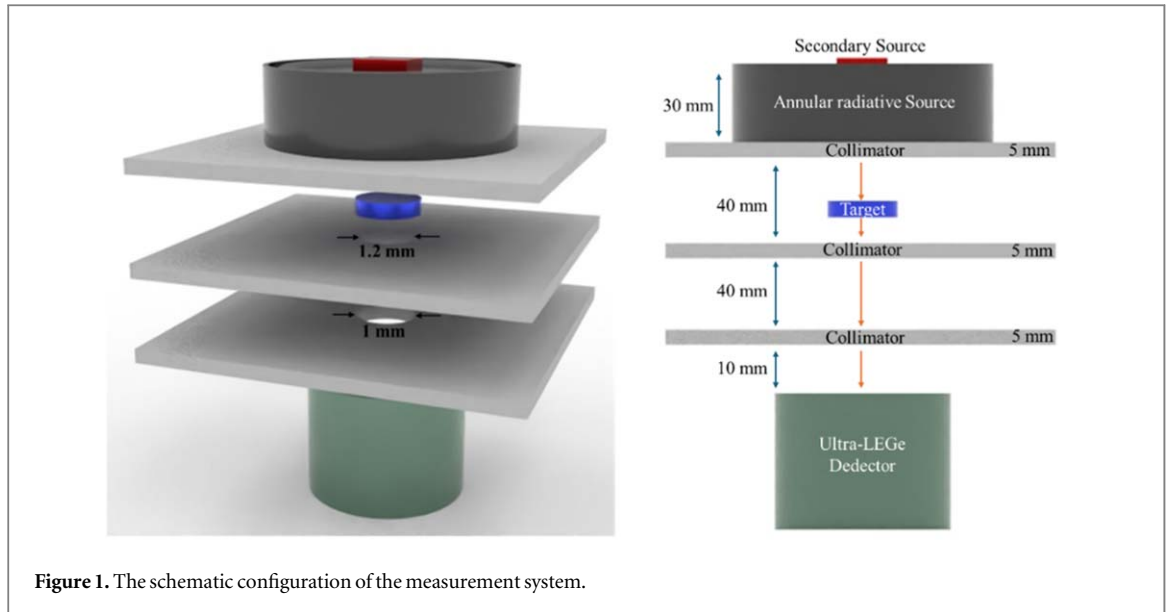 1.2 mm
1 mm
Secondary Source
30 mm
Annular radiative Source
Collimator 5 mm
40 mm
Target
Collimator 5 mm
40 mm
Collimator 5 mm
10 mm
Ultra-LEGe
Dedector
Figure 1. The schematic configuration of the measurement system.